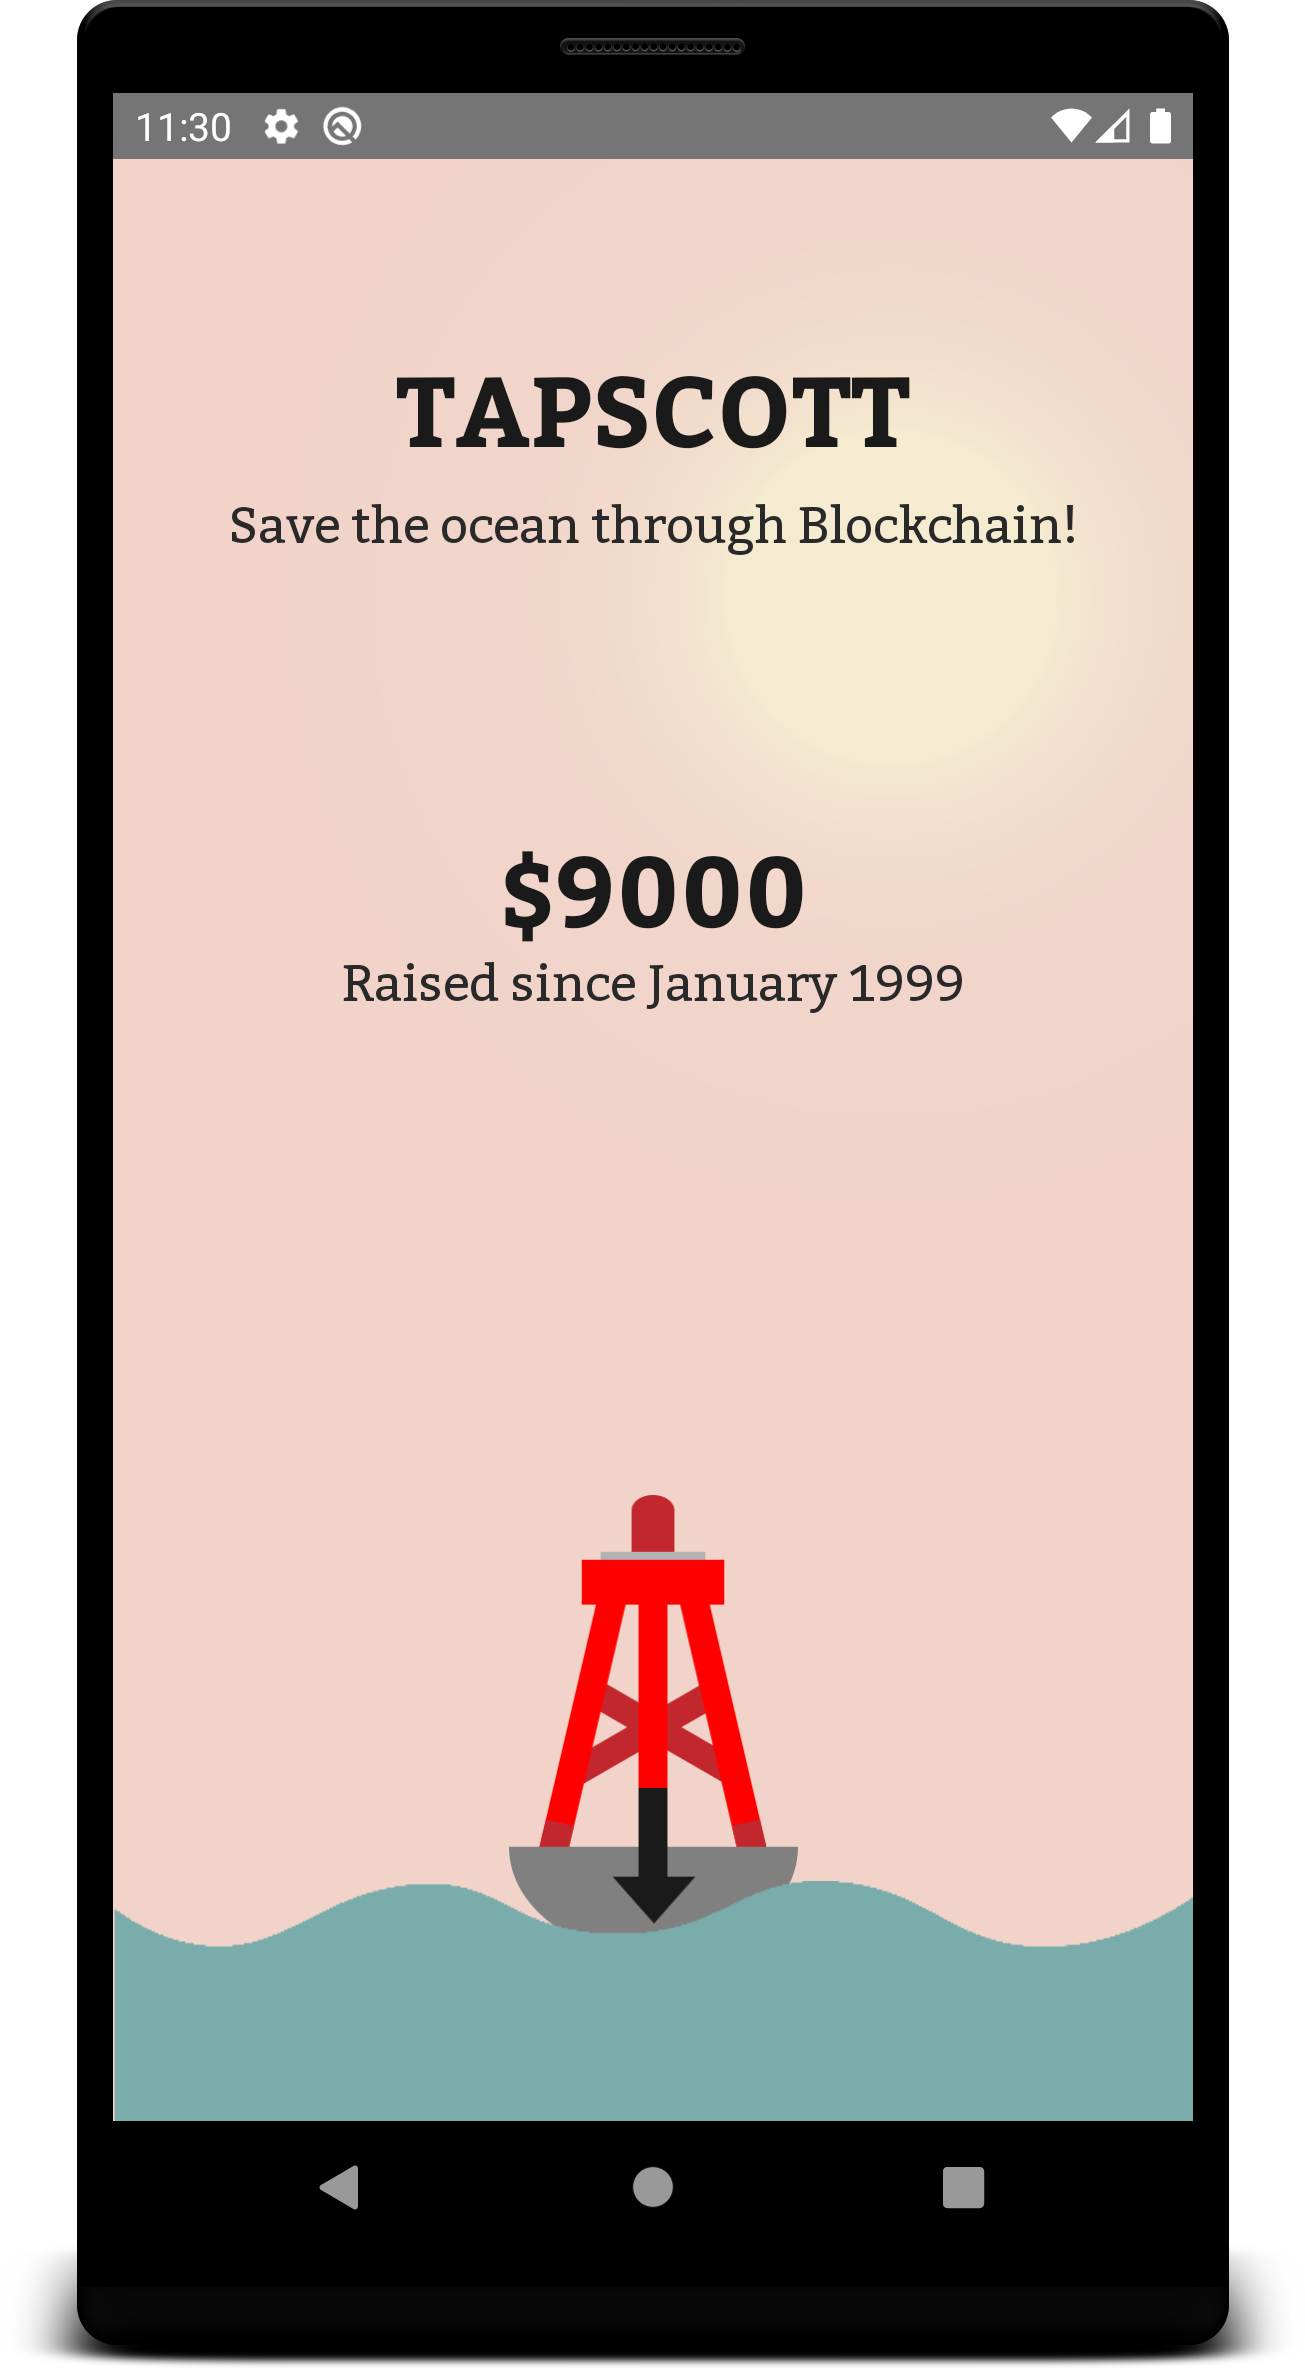 11:30
TAPSCOTT
Save the ocean through Blockchain!
$9000
Raised since January 1999